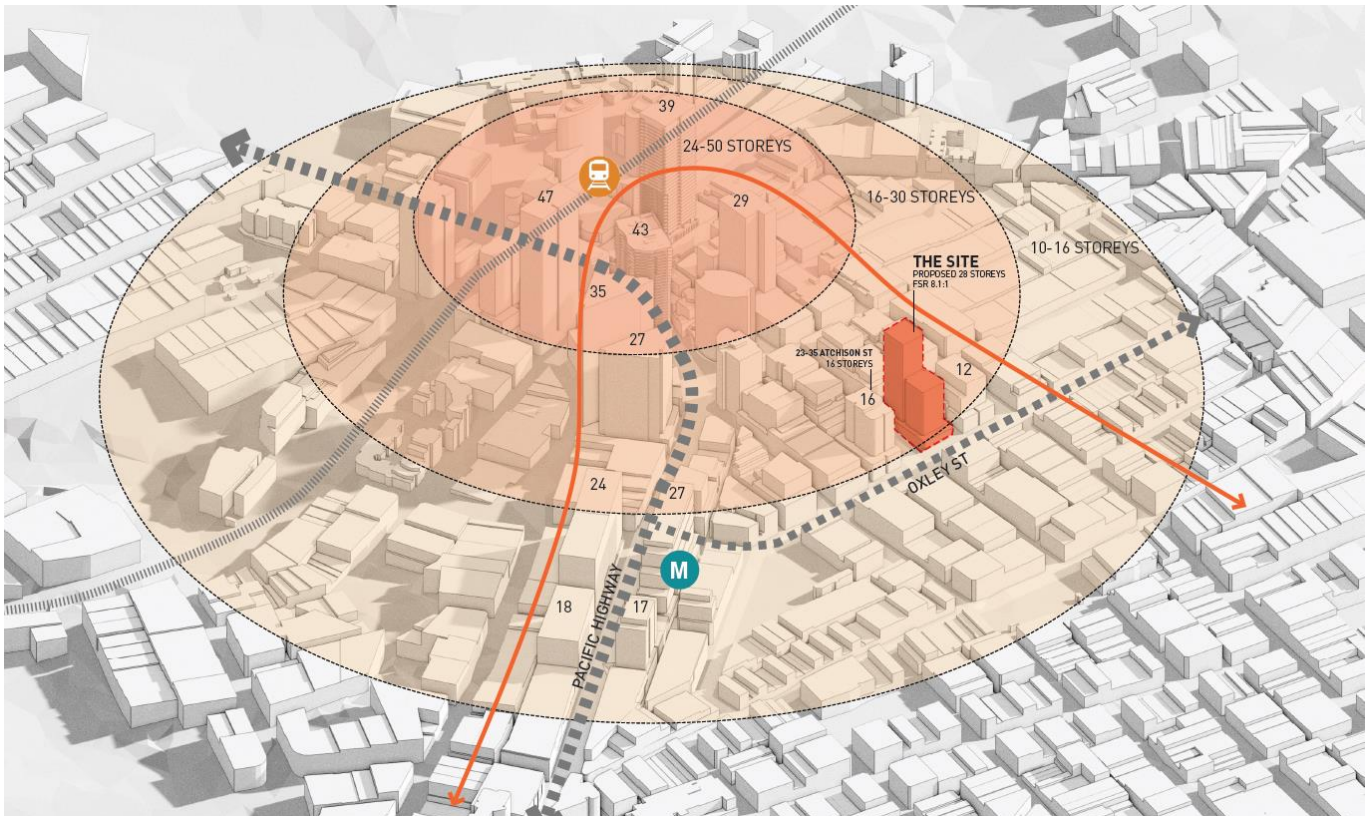 39
24-50 STOREYS
47
29
16-30 STOREYS
43
10-16 STOREYS
THE SITE
PROPOSED 28 STOREYS
FSR 8.1:1
35
27
23-35 ATCHISON ST
16 STOREYS
12
16
OXLEY ST
24
27
M
PACIFIC HIGHWAY
18
17